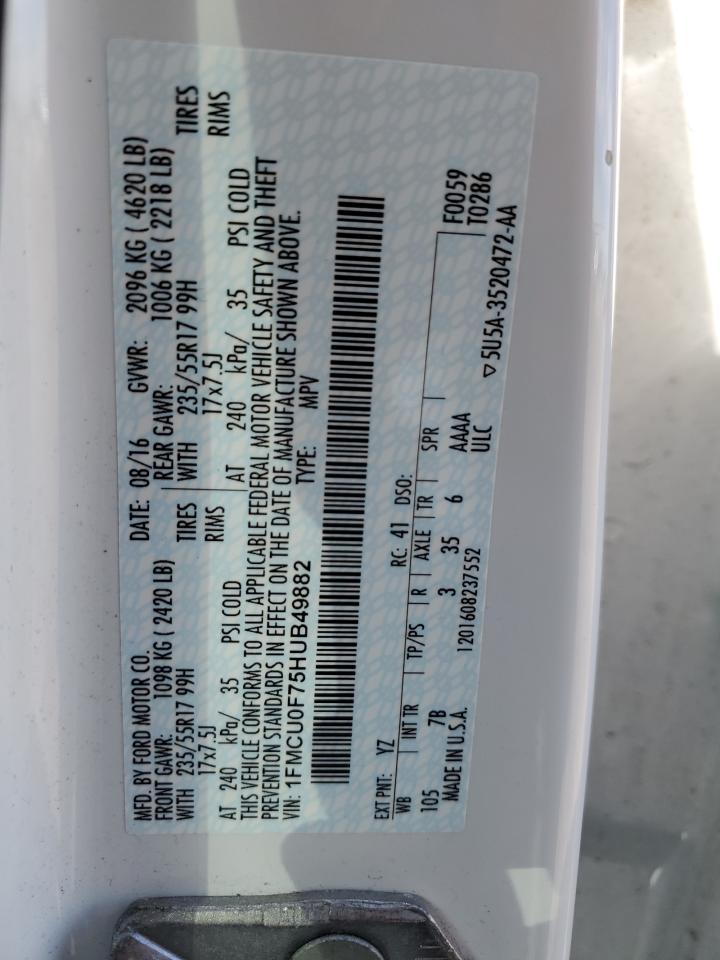 MFD. BY FORD MOTOR CO. DATE: 08/16 GVWR: 2096 KG ( 4620 LB)
FRONT GAWR: 1098 KG ( 2420 LB) REAR GAWR: 1006 KG ( 2218 LB)
WITH 235/55R17 99H TIRES WITH 235/55R17 99H TIRES
17x7.5J RIMS 17x7.5J RIMS
AT 240 kPa/ 35 PSI COLD AT 240 kPa/ 35 PSI COLD
THIS VEHICLE CONFORMS TO ALL APPLICABLE FEDERAL MOTOR VEHICLE SAFETY AND THEFT
PREVENTION STANDARDS IN EFFECT ON THE DATE OF MANUFACTURE SHOWN ABOVE.
VIN: 1FMCU0F75HUB49882 TYPE: MPV
EXT PNT: YZ RC: 41 DSO:
WB INT TR TP/PS R AXLE TR SPR F0059
105 7B 3 35 6 AAAA T0286
MADE IN U.S.A. 1201608237552 ULC
▽5U5A-3520472-AA